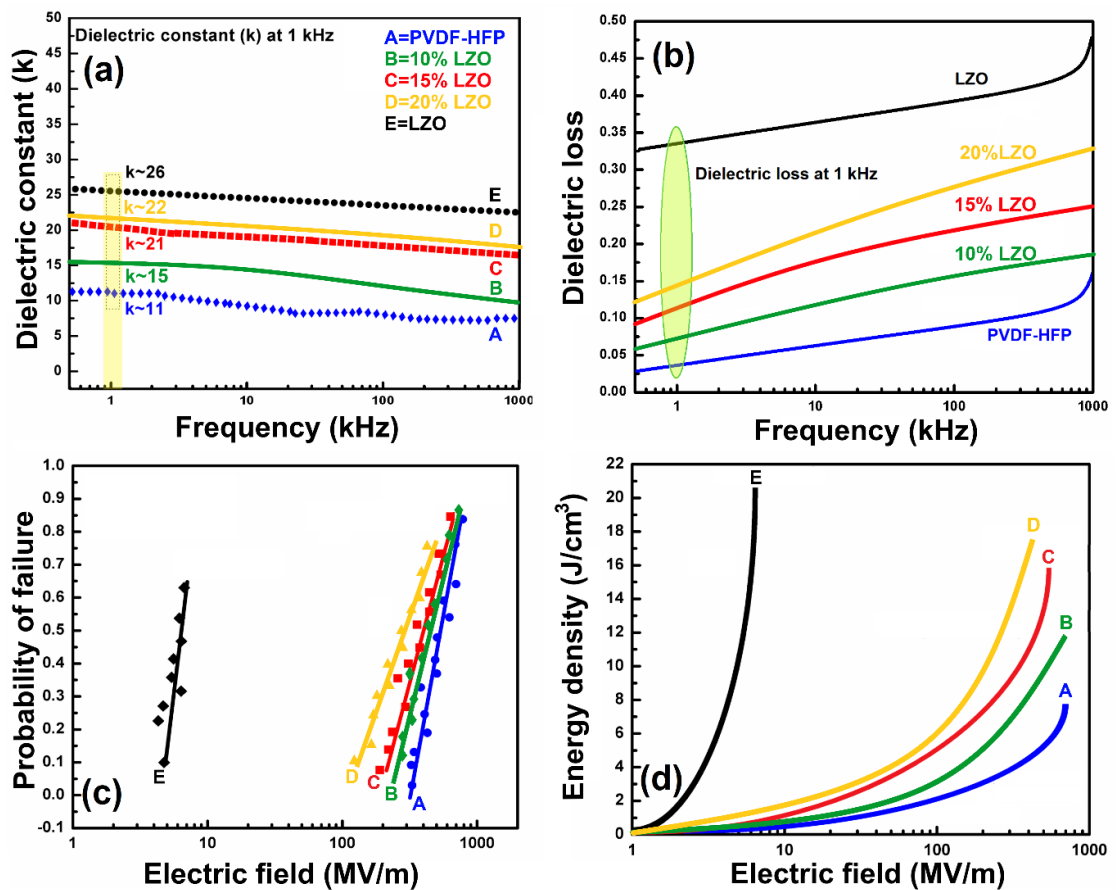 (a)
Dielectric constant (k) at 1 kHz
A=PVDF-HFP
B=10% LZO
C=15% LZO
D=20% LZO
E=LZO
Dielectric constant (k)
50
45
40
35
30
25
20
15
10
5
0
k~26
k~22
k~21
k~15
k~11
E
D
C
B
A
1
10
100
1000
Frequency (kHz)
(b)
Dielectric loss
0.50
0.45
0.40
0.35
0.30
0.25
0.20
0.15
0.10
0.05
0.00
LZO
20%LZO
Dielectric loss at 1 kHz
15% LZO
10% LZO
PVDF-HFP
1
10
100
1000
Frequency (kHz)
(c)
Probability of failure
1.0
0.9
0.8
0.7
0.6
0.5
0.4
0.3
0.2
0.1
0.0
-0.1
E
D
C
B
A
1
10
100
1000
Electric field (MV/m)
(d)
Energy density (J/cm³)
22
20
18
16
14
12
10
8
6
4
2
0
E
D
C
B
A
1
10
100
1000
Electric field (MV/m)